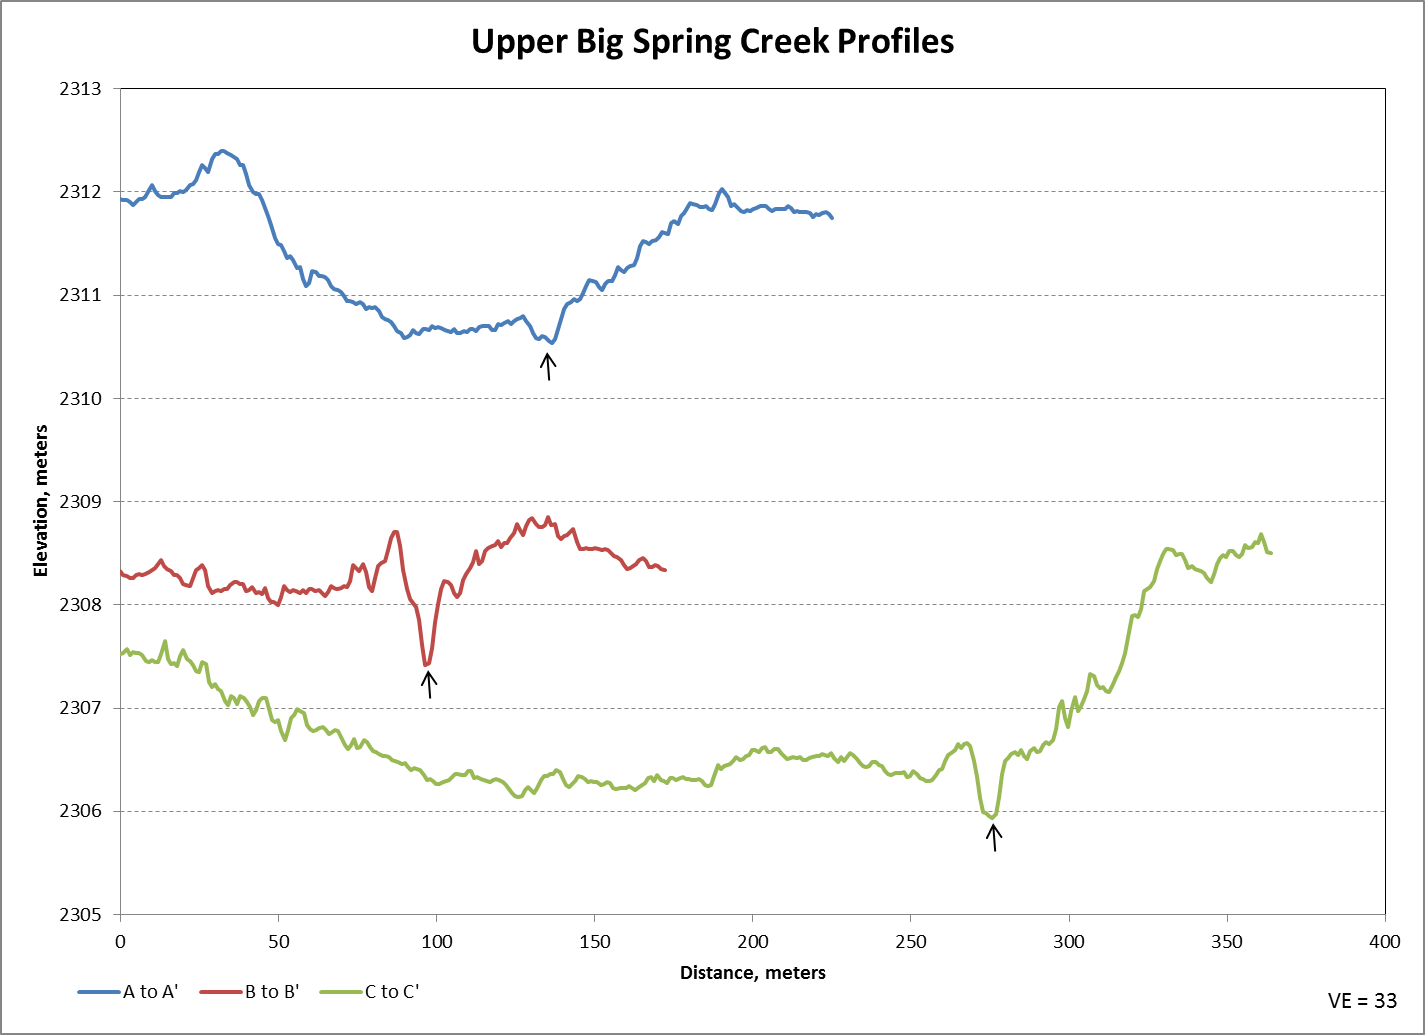 Upper Big Spring Creek Profiles
2313
2312
2311
2310
2309
2308
2307
2306
2305
Elevation, meters
0 50 100 150 200 250 300 350 400
Distance, meters
A to A' B to B' C to C'
VE = 33